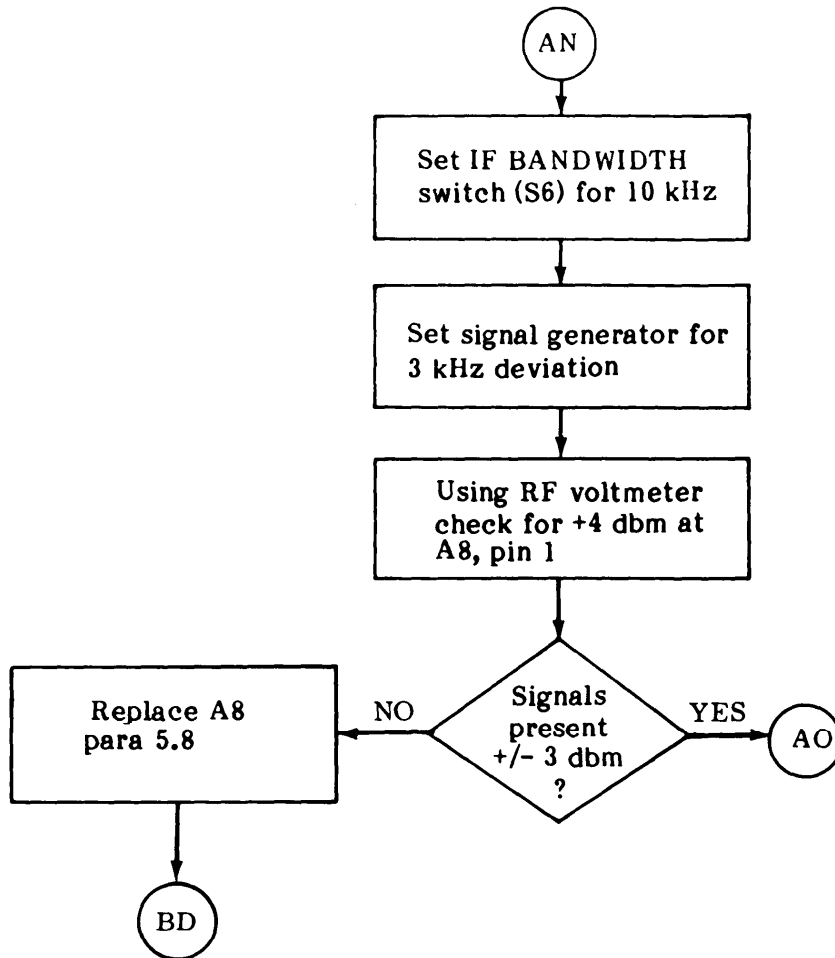 AN
Set IF BANDWIDTH
switch (S6) for 10 kHz
Set signal generator for
3 kHz deviation
Using RF voltmeter
check for +4 dbm at
A8, pin 1
Signals
present
+/- 3 dbm
?
NO
YES
Replace A8
para 5.8
AO
BD